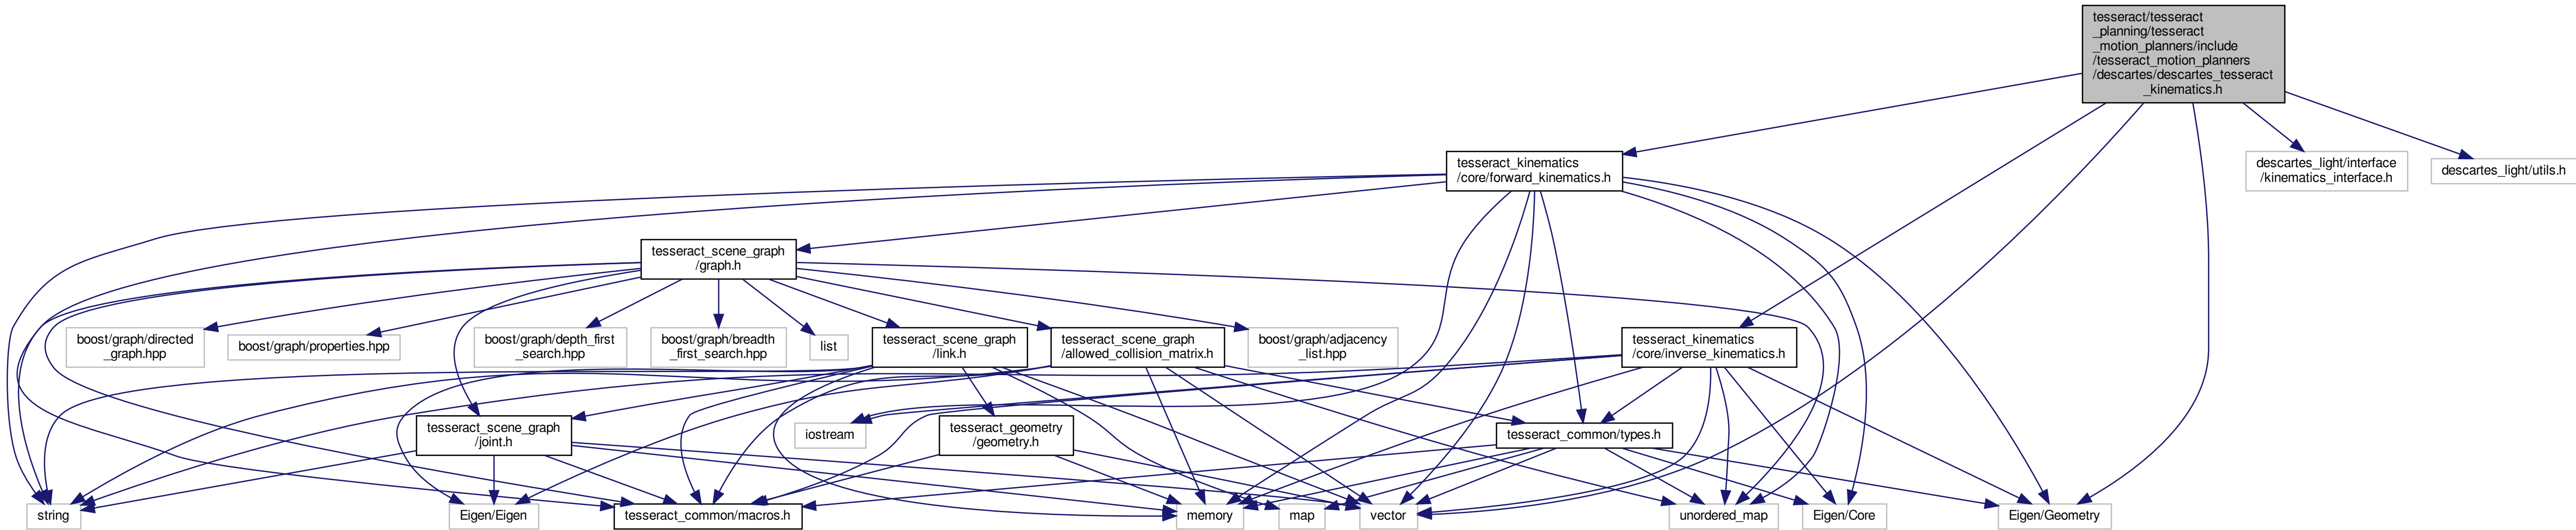 tesseract/tesseract
_planning/tesseract
_motion_planners/include
/tesseract_motion_planners
/descartes/descartes_tesseract
_kinematics.h
tesseract_kinematics
/core/forward_kinematics.h
descartes_light/interface
/kinematics_interface.h
descartes_light/utils.h
tesseract_scene_graph
/graph.h
boost/graph/directed
_graph.hpp
boost/graph/properties.hpp
boost/graph/depth_first
_search.hpp
boost/graph/breadth
_first_search.hpp
list
tesseract_scene_graph
/link.h
tesseract_scene_graph
/allowed_collision_matrix.h
boost/graph/adjacency
_list.hpp
tesseract_kinematics
/core/inverse_kinematics.h
tesseract_scene_graph
/joint.h
iostream
tesseract_geometry
/geometry.h
tesseract_common/types.h
string
Eigen/Eigen
tesseract_common/macros.h
memory
map
vector
unordered_map
Eigen/Core
Eigen/Geometry